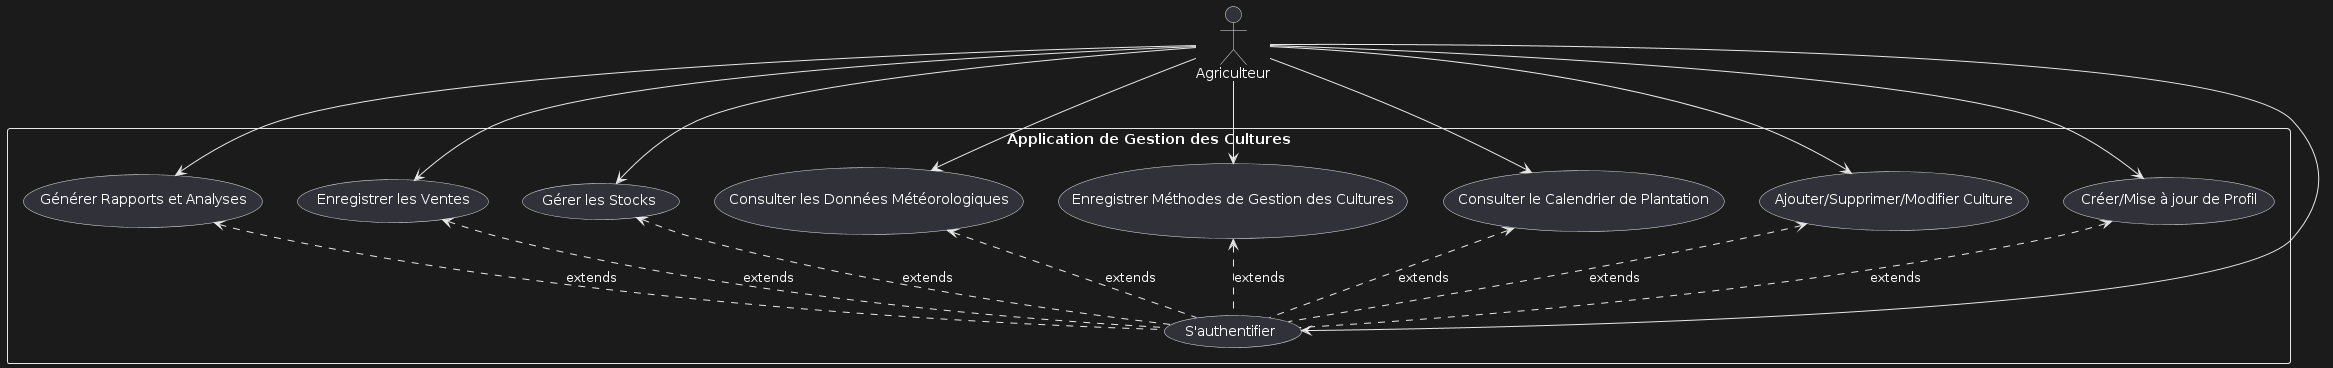 Agriculteur
Application de Gestion des Cultures
Générer Rapports et Analyses
Enregistrer les Ventes
Gérer les Stocks
Consulter les Données Météorologiques
Enregistrer Méthodes de Gestion des Cultures
Consulter le Calendrier de Plantation
Ajouter/Supprimer/Modifier Culture
Créer/Mise à jour de Profil
extends
extends
extends
extends
extends
extends
extends
extends
S'authentifier